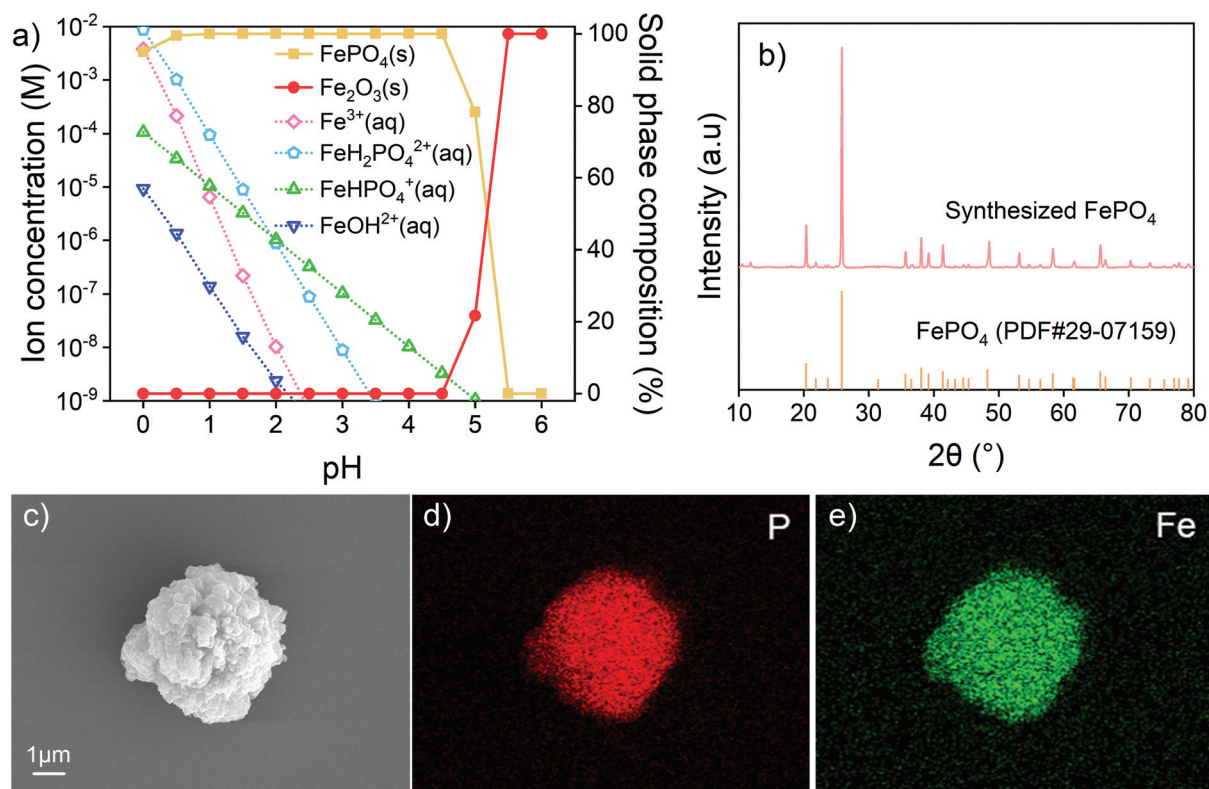 a)
Ion concentration (M)
10⁻²
10⁻³
10⁻⁴
10⁻⁵
10⁻⁶
10⁻⁷
10⁻⁸
10⁻⁹
FePO₄(s)
Fe₂O₃(s)
Fe³⁺(aq)
FeH₂PO₄²⁺(aq)
FeHPO₄⁺(aq)
FeOH²⁺(aq)
100
80
60
40
20
0
Solid phase composition (%)
0 1 2 3 4 5 6
pH
b)
Intensity (a.u)
Synthesized FePO₄
FePO₄ (PDF#29-07159)
10 20 30 40 50 60 70 80
2θ (°)
c)
1μm
d)
P
e)
Fe